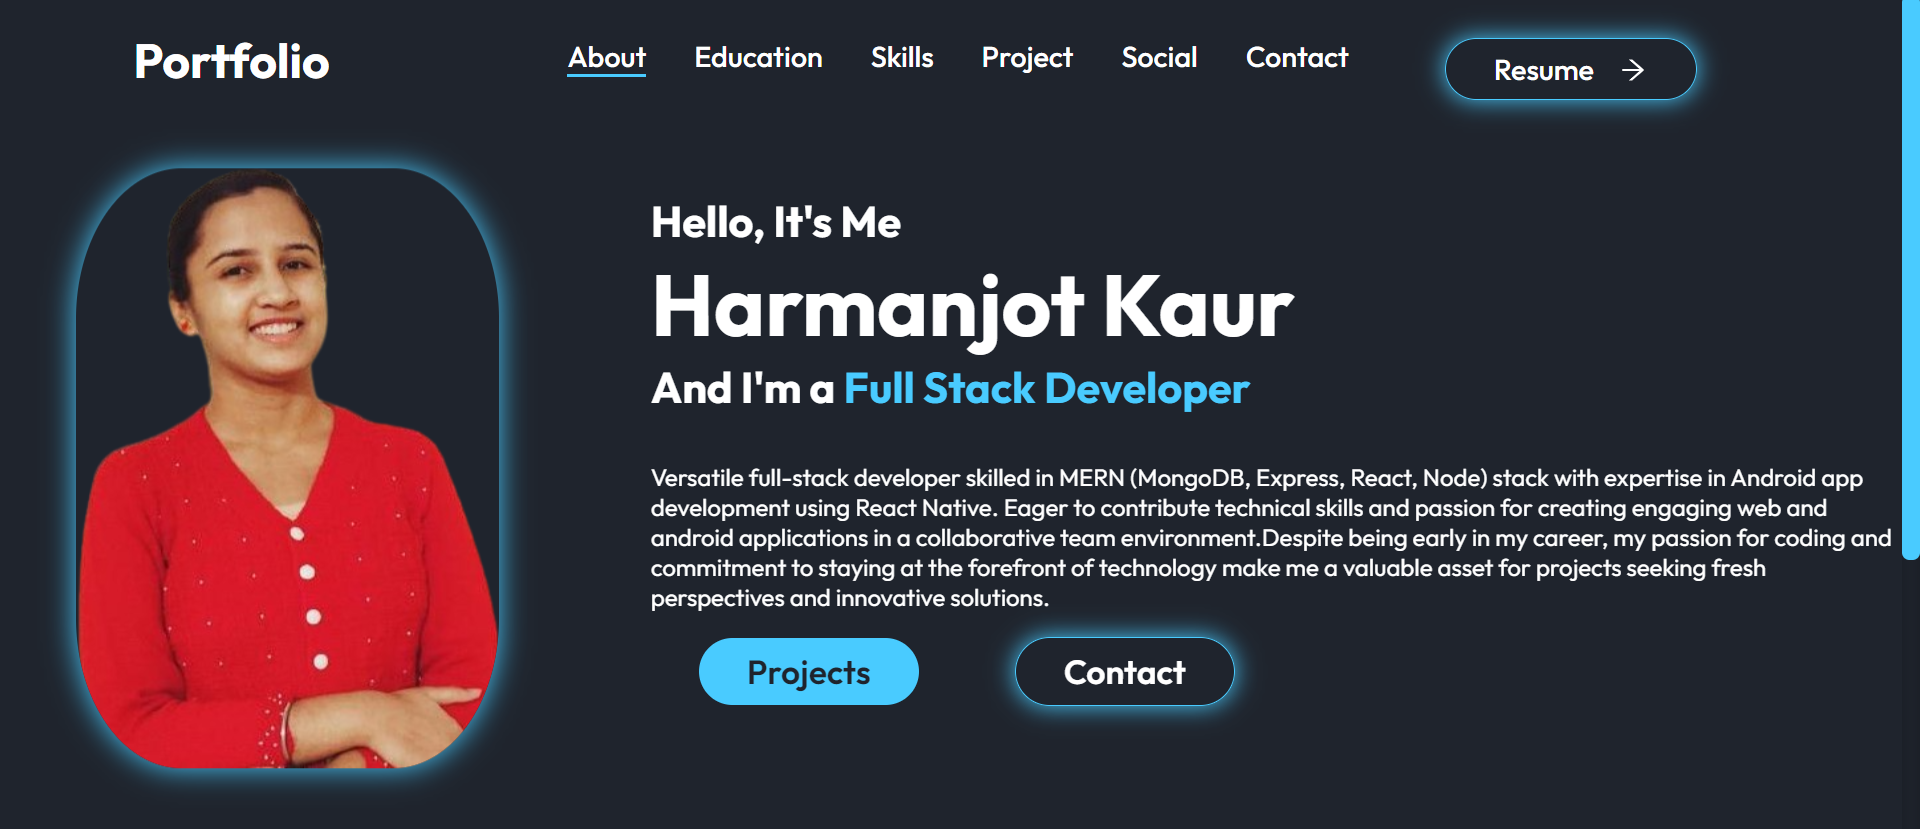 Portfolio
About Education Skills Project Social Contact
Resume →
Hello, It's Me
Harmanjot Kaur
And I'm a Full Stack Developer
Versatile full-stack developer skilled in MERN (MongoDB, Express, React, Node) stack with expertise in Android app
development using React Native. Eager to contribute technical skills and passion for creating engaging web and
android applications in a collaborative team environment.Despite being early in my career, my passion for coding and
commitment to staying at the forefront of technology make me a valuable asset for projects seeking fresh
perspectives and innovative solutions.
Projects Contact